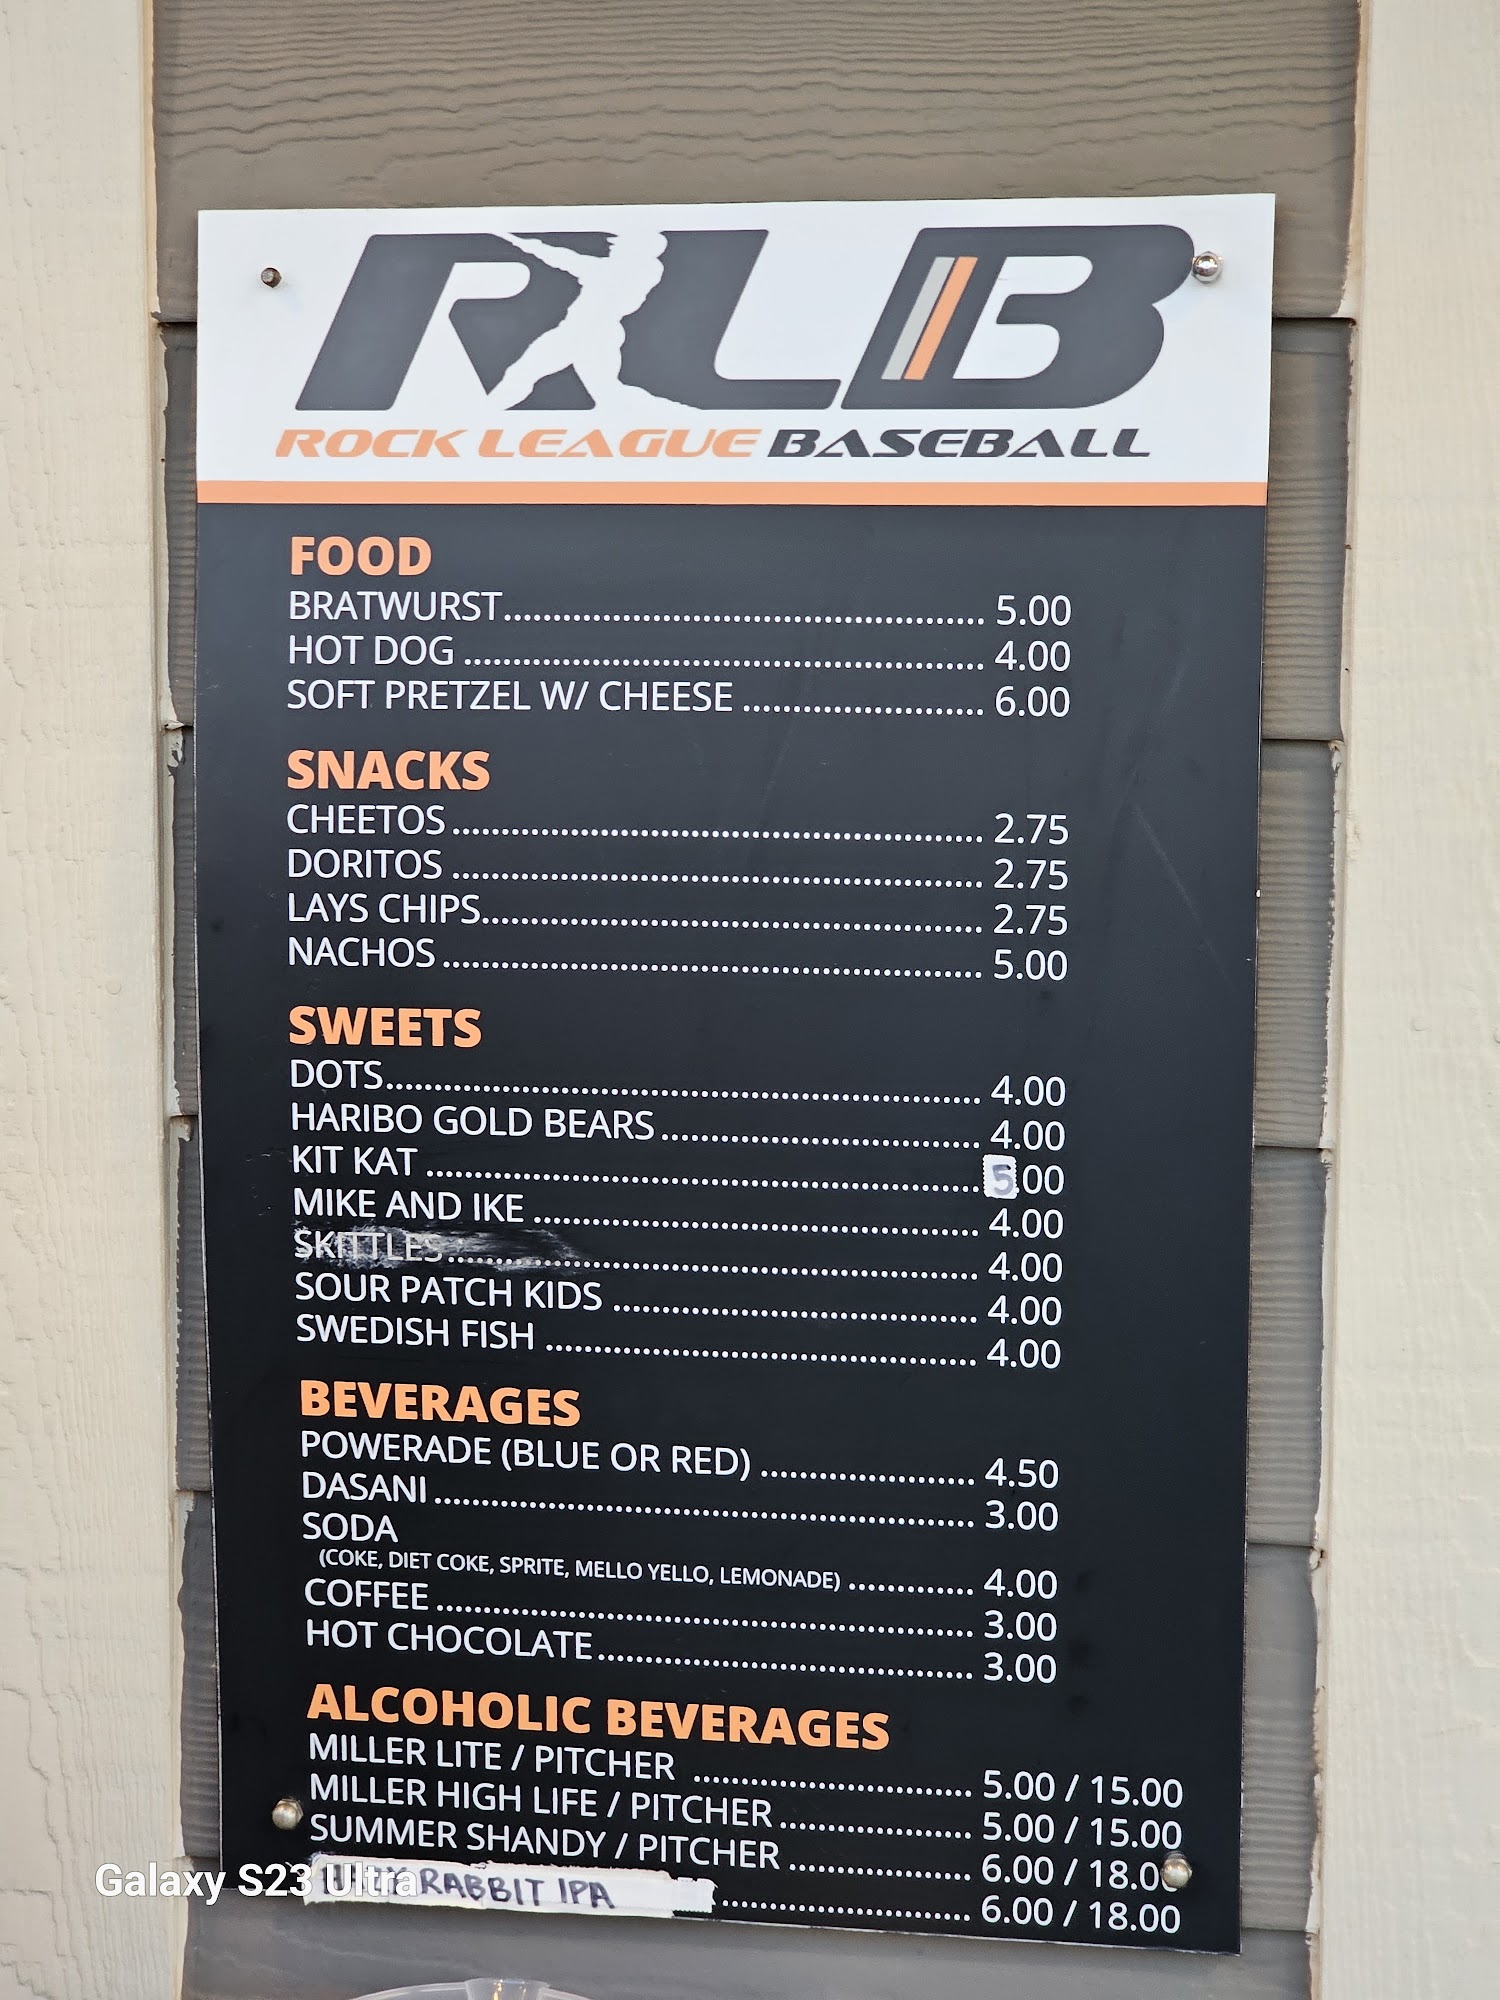 RLB
ROCK LEAGUE BASEBALL
FOOD
BRATWURST........ 5.00
HOT DOG ........ 4.00
SOFT PRETZEL W/ CHEESE ........ 6.00
SNACKS
CHEETOS ........ 2.75
DORITOS ........ 2.75
LAYS CHIPS........ 2.75
NACHOS ........ 5.00
SWEETS
DOTS........ 4.00
HARIBO GOLD BEARS ........ 4.00
KIT KAT ........ 5.00
MIKE AND IKE ........ 4.00
SKITTLES ........ 4.00
SOUR PATCH KIDS ........ 4.00
SWEDISH FISH ........ 4.00
BEVERAGES
POWERADE (BLUE OR RED) ........ 4.50
DASANI ........ 3.00
SODA
(COKE, DIET COKE, SPRITE, MELLO YELLO, LEMONADE) ........ 4.00
COFFEE ........ 3.00
HOT CHOCOLATE........ 3.00
ALCOHOLIC BEVERAGES
MILLER LITE / PITCHER ........ 5.00 / 15.00
MILLER HIGH LIFE / PITCHER ........ 5.00 / 15.00
SUMMER SHANDY / PITCHER ........ 6.00 / 18.00
RABBIT IPA ........ 6.00 / 18.00
Galaxy S23 Ultra